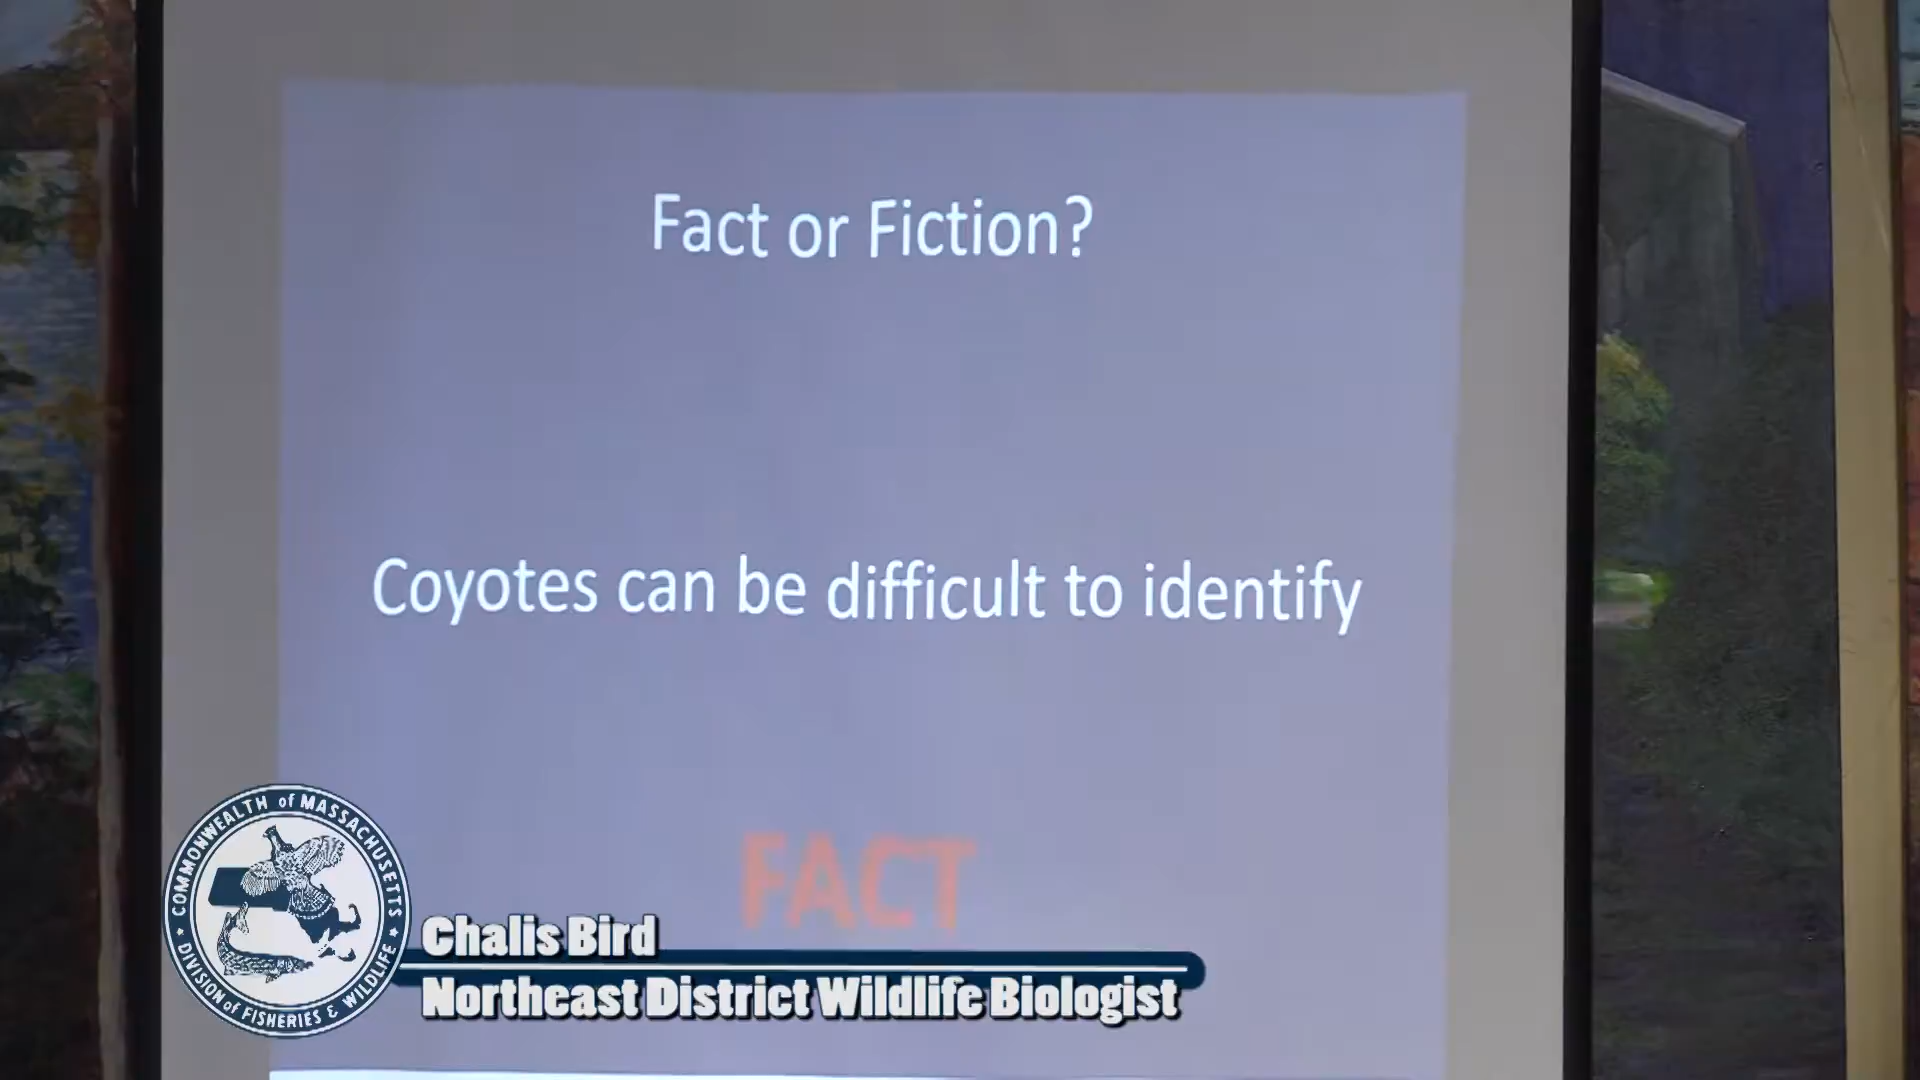 Fact or Fiction?
Coyotes can be difficult to identify
FACT
COMMONWEALTH of MASSACHUSETTS
DIVISION of FISHERIES & WILDLIFE
Chalis Bird
Northeast District Wildlife Biologist